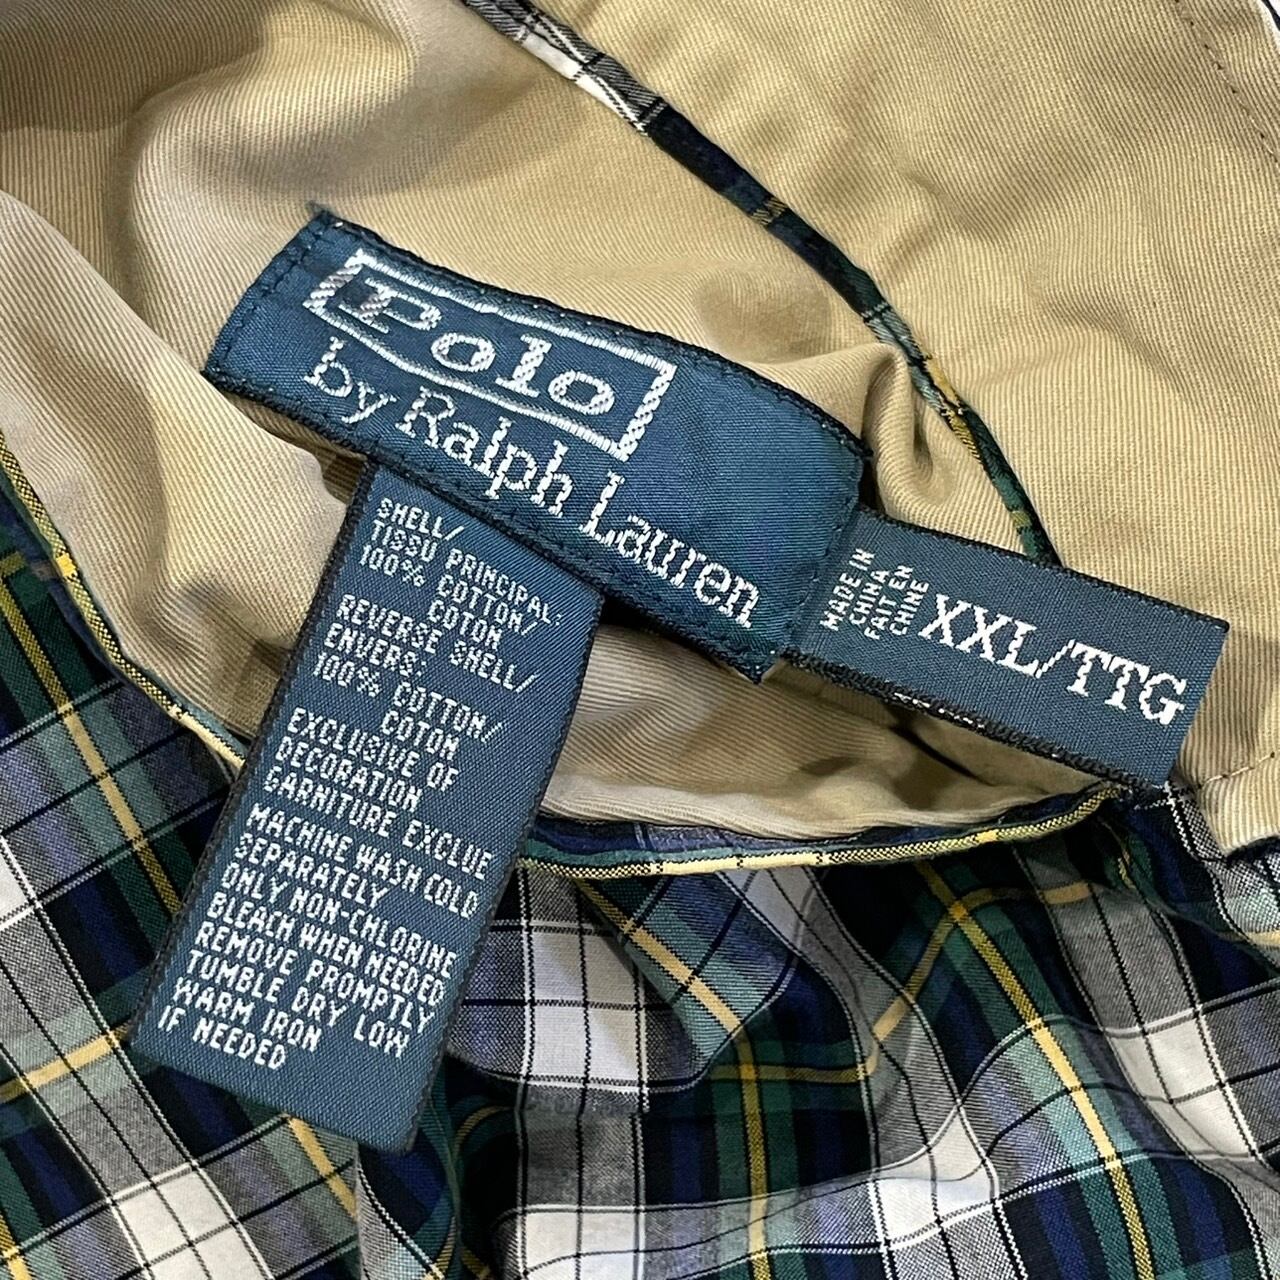 Polo
by Ralph Lauren
MADE IN
CHINA
FAIT EN
CHINE
XXL/TTG
SHELL/
TISSU PRINCIPAL:
100% COTTON/
COTON
REVERSE SHELL/
ENVERS:
100% COTTON/
COTON
EXCLUSIVE OF
DECORATION
GARNITURE EXCLUE
MACHINE WASH COLD
SEPARATELY
ONLY NON-CHLORINE
BLEACH WHEN NEEDED
REMOVE PROMPTLY
TUMBLE DRY LOW
WARM IRON
IF NEEDED